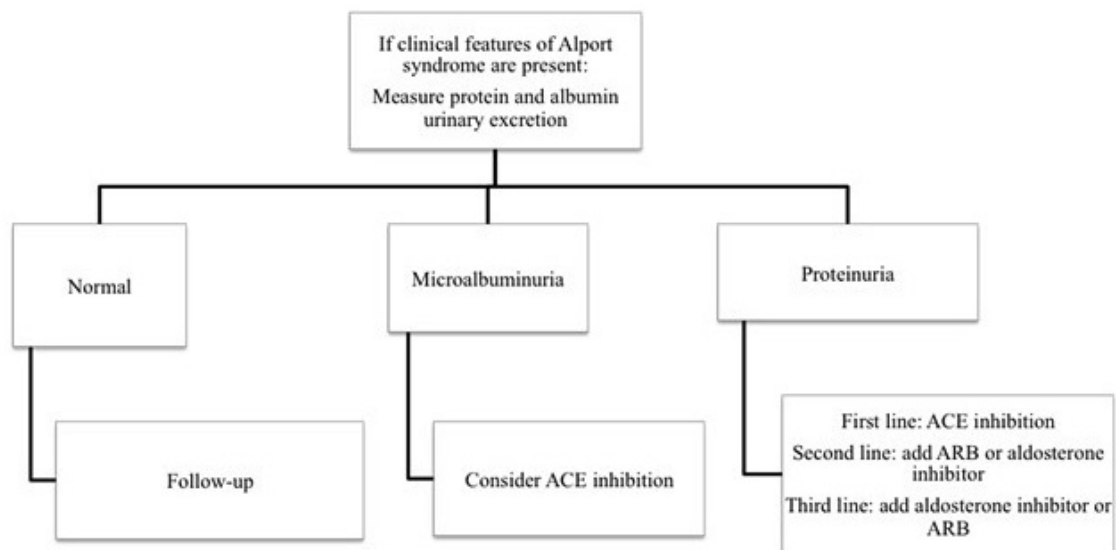 If clinical features of Alport
syndrome are present:
Measure protein and albumin
urinary excretion
Normal
Microalbuminuria
Proteinuria
Follow-up
Consider ACE inhibition
First line: ACE inhibition
Second line: add ARB or aldosterone
inhibitor
Third line: add aldosterone inhibitor or
ARB